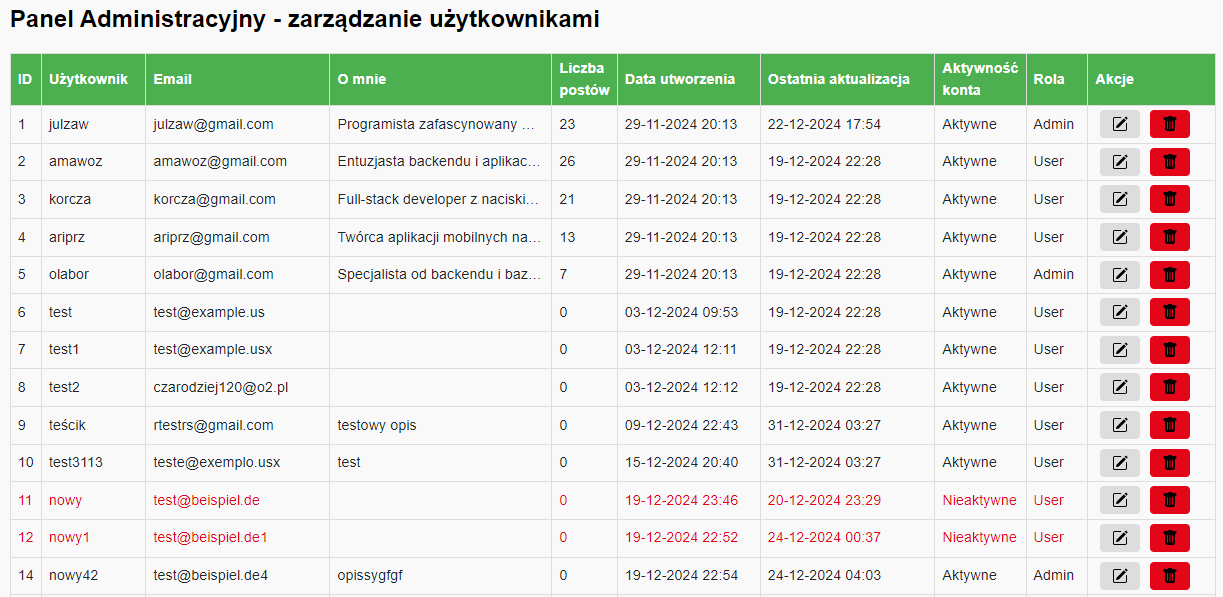 Panel Administracyjny - zarządzanie użytkownikami
ID Użytkownik Email O mnie Liczba postów Data utworzenia Ostatnia aktualizacja Aktywność konta Rola Akcje
1 julzaw julzaw@gmail.com Programista zafascynowany ... 23 29-11-2024 20:13 22-12-2024 17:54 Aktywne Admin
2 amawoz amawoz@gmail.com Entuzjasta backendu i aplikac... 26 29-11-2024 20:13 19-12-2024 22:28 Aktywne User
3 korcza korcza@gmail.com Full-stack developer z naciski... 21 29-11-2024 20:13 19-12-2024 22:28 Aktywne User
4 ariprz ariprz@gmail.com Twórca aplikacji mobilnych na... 13 29-11-2024 20:13 19-12-2024 22:28 Aktywne User
5 olabor olabor@gmail.com Specjalista od backendu i baz... 7 29-11-2024 20:13 19-12-2024 22:28 Aktywne Admin
6 test test@example.us 0 03-12-2024 09:53 19-12-2024 22:28 Aktywne User
7 test1 test@example.usx 0 03-12-2024 12:11 19-12-2024 22:28 Aktywne User
8 test2 czarodziej120@o2.pl 0 03-12-2024 12:12 19-12-2024 22:28 Aktywne User
9 teścik rtestrs@gmail.com testowy opis 0 09-12-2024 22:43 31-12-2024 03:27 Aktywne User
10 test3113 teste@exemplo.usx test 0 15-12-2024 20:40 31-12-2024 03:27 Aktywne User
11 nowy test@beispiel.de 0 19-12-2024 23:46 20-12-2024 23:29 Nieaktywne User
12 nowy1 test@beispiel.de1 0 19-12-2024 22:52 24-12-2024 00:37 Nieaktywne User
14 nowy42 test@beispiel.de4 opissygfgf 0 19-12-2024 22:54 24-12-2024 04:03 Aktywne Admin